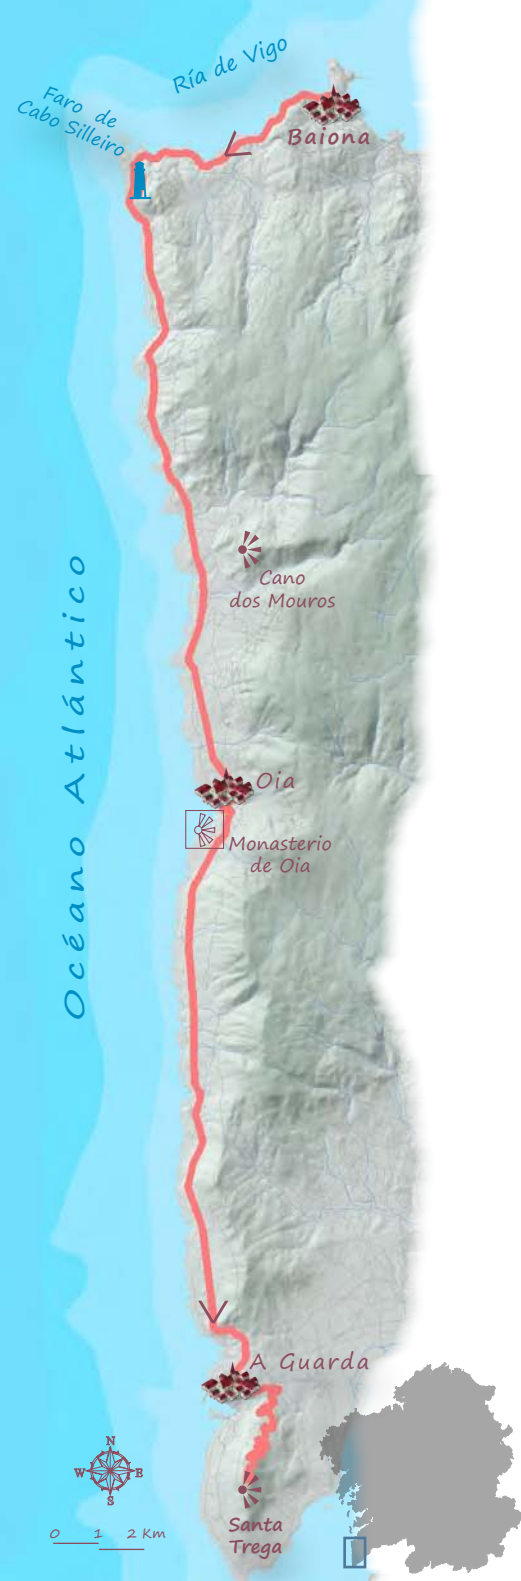 Ría de Vigo
Faro de
Cabo Silleiro
Baiona
Cano
dos Mouros
Océano Atlántico
Oia
Monasterio
de Oia
A Guarda
N
W E
S
0 1 2 Km
Santa
Trega